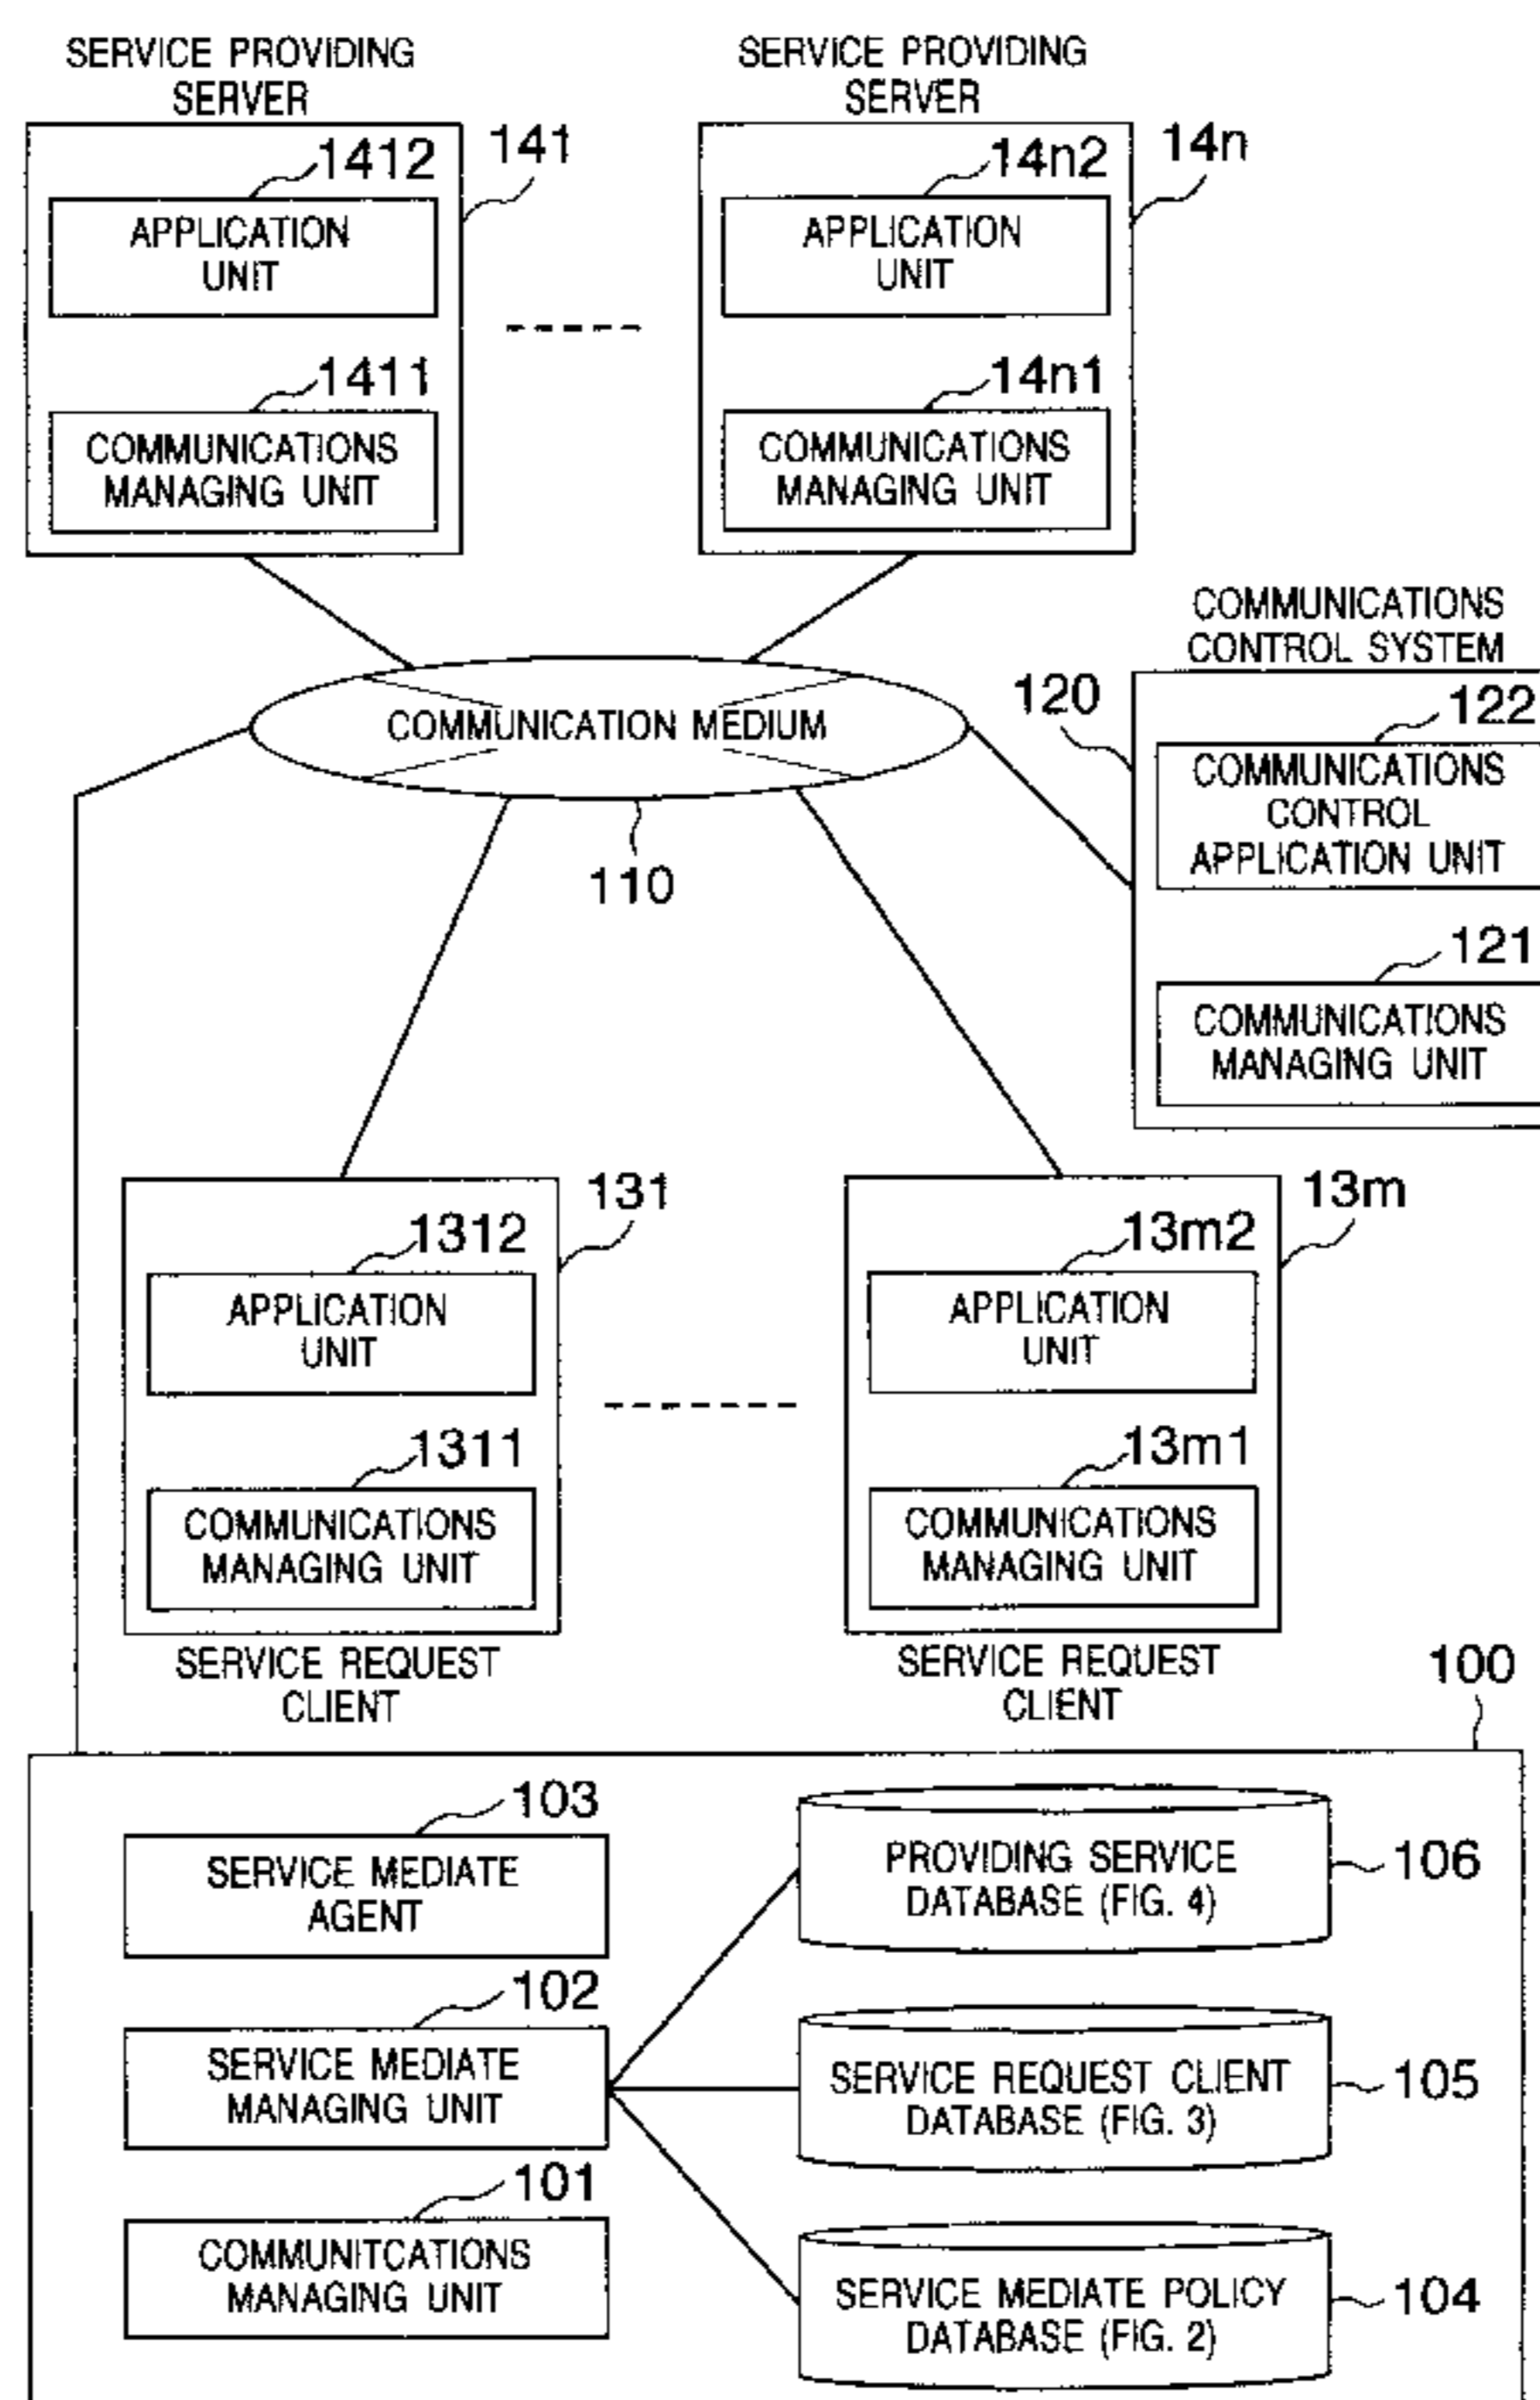 SERVICE PROVIDING
SERVER
141
1412
APPLICATION
UNIT
1411
COMMUNICATIONS
MANAGING UNIT
SERVICE PROVIDING
SERVER
14n
14n2
APPLICATION
UNIT
14n1
COMMUNICATIONS
MANAGING UNIT
COMMUNICATION MEDIUM
110
COMMUNICATIONS
CONTROL SYSTEM
120
122
COMMUNICATIONS
CONTROL
APPLICATION UNIT
121
COMMUNICATIONS
MANAGING UNIT
131
1312
APPLICATION
UNIT
1311
COMMUNICATIONS
MANAGING UNIT
SERVICE REQUEST
CLIENT
13m
13m2
APPLICATION
UNIT
13m1
COMMUNICATIONS
MANAGING UNIT
SERVICE REQUEST
CLIENT
100
103
SERVICE MEDIATE
AGENT
102
SERVICE MEDIATE
MANAGING UNIT
101
COMMUNITCATIONS
MANAGING UNIT
PROVIDING SERVICE
DATABASE (FIG. 4)
106
SERVICE REQUEST CLIENT
DATABASE (FIG. 3)
105
SERVICE MEDIATE POLICY
DATABASE (FIG. 2)
104